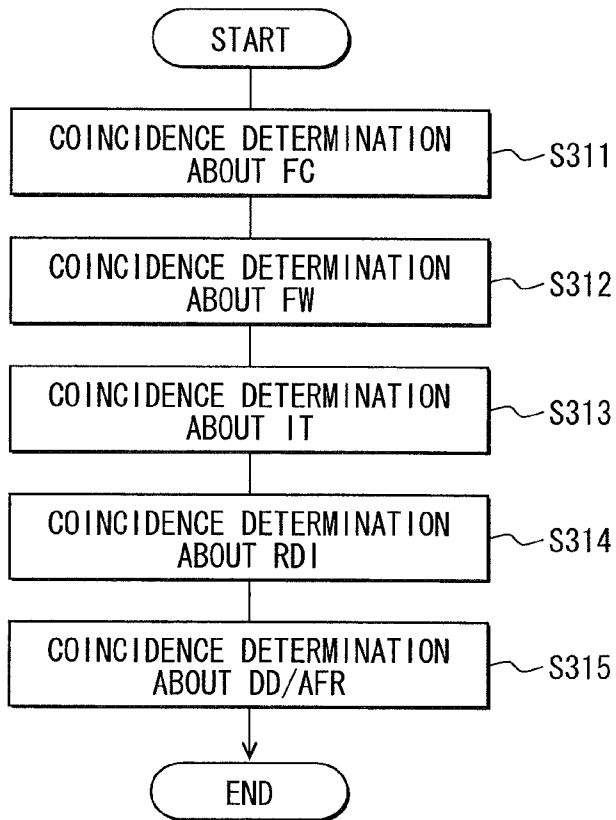 START
COINCIDENCE DETERMINATION
ABOUT FC
S311
COINCIDENCE DETERMINATION
ABOUT FW
S312
COINCIDENCE DETERMINATION
ABOUT IT
S313
COINCIDENCE DETERMINATION
ABOUT RDI
S314
COINCIDENCE DETERMINATION
ABOUT DD/AFR
S315
END